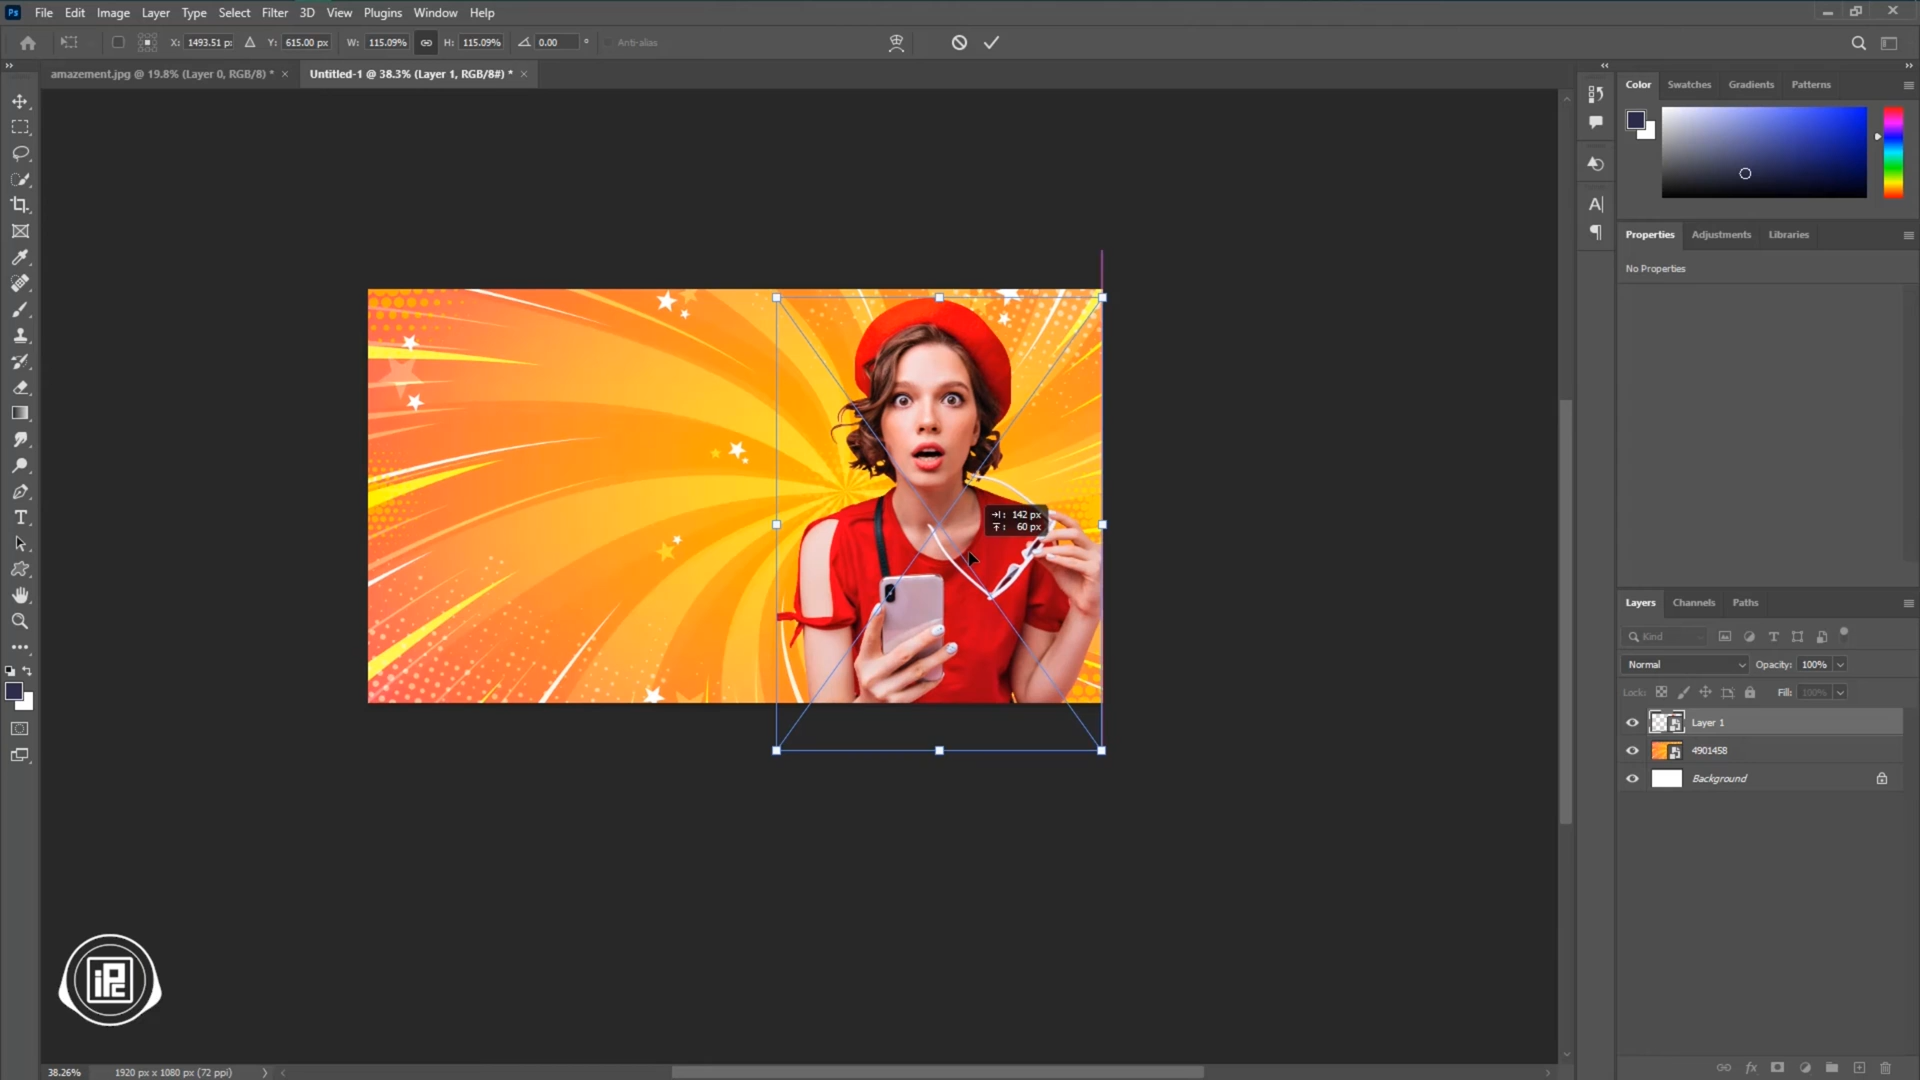 Ps File Edit Image Layer Type Select Filter 3D View Plugins Window Help
X: 1493.51 p: Y: 615.00 px W: 115.09% H: 115.09% 0.00 ° Anti-alias
amazement.jpg @ 19.8% (Layer 0, RGB/8) * × Untitled-1 @ 38.3% (Layer 1, RGB/8#) * ×
Color Swatches Gradients Patterns
Properties Adjustments Libraries
No Properties
142 px
60 px
Layers Channels Paths
Kind
Normal Opacity: 100%
Lock: Fill: 100%
Layer 1
4901458
Background
iPc
38.26% 1920 px x 1080 px (72 ppi)